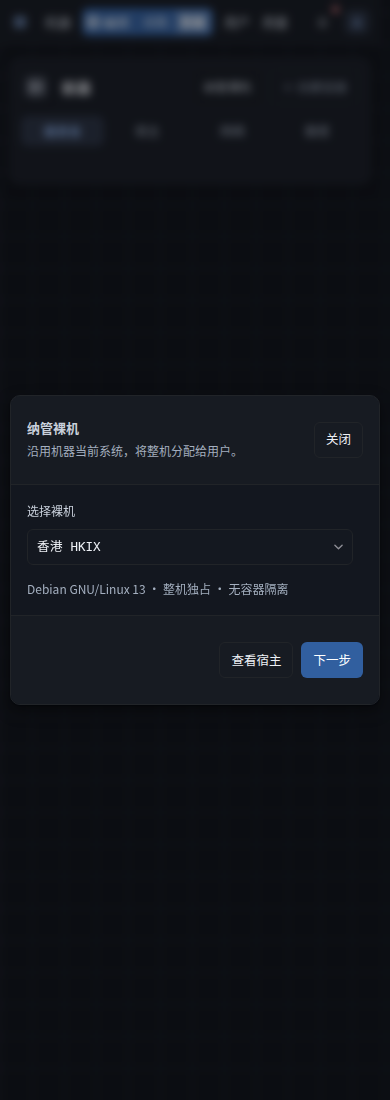 纳管裸机
沿用机器当前系统，将整机分配给用户。
关闭
选择裸机
香港 HKIX
Debian GNU/Linux 13 · 整机独占 · 无容器隔离
查看宿主
下一步